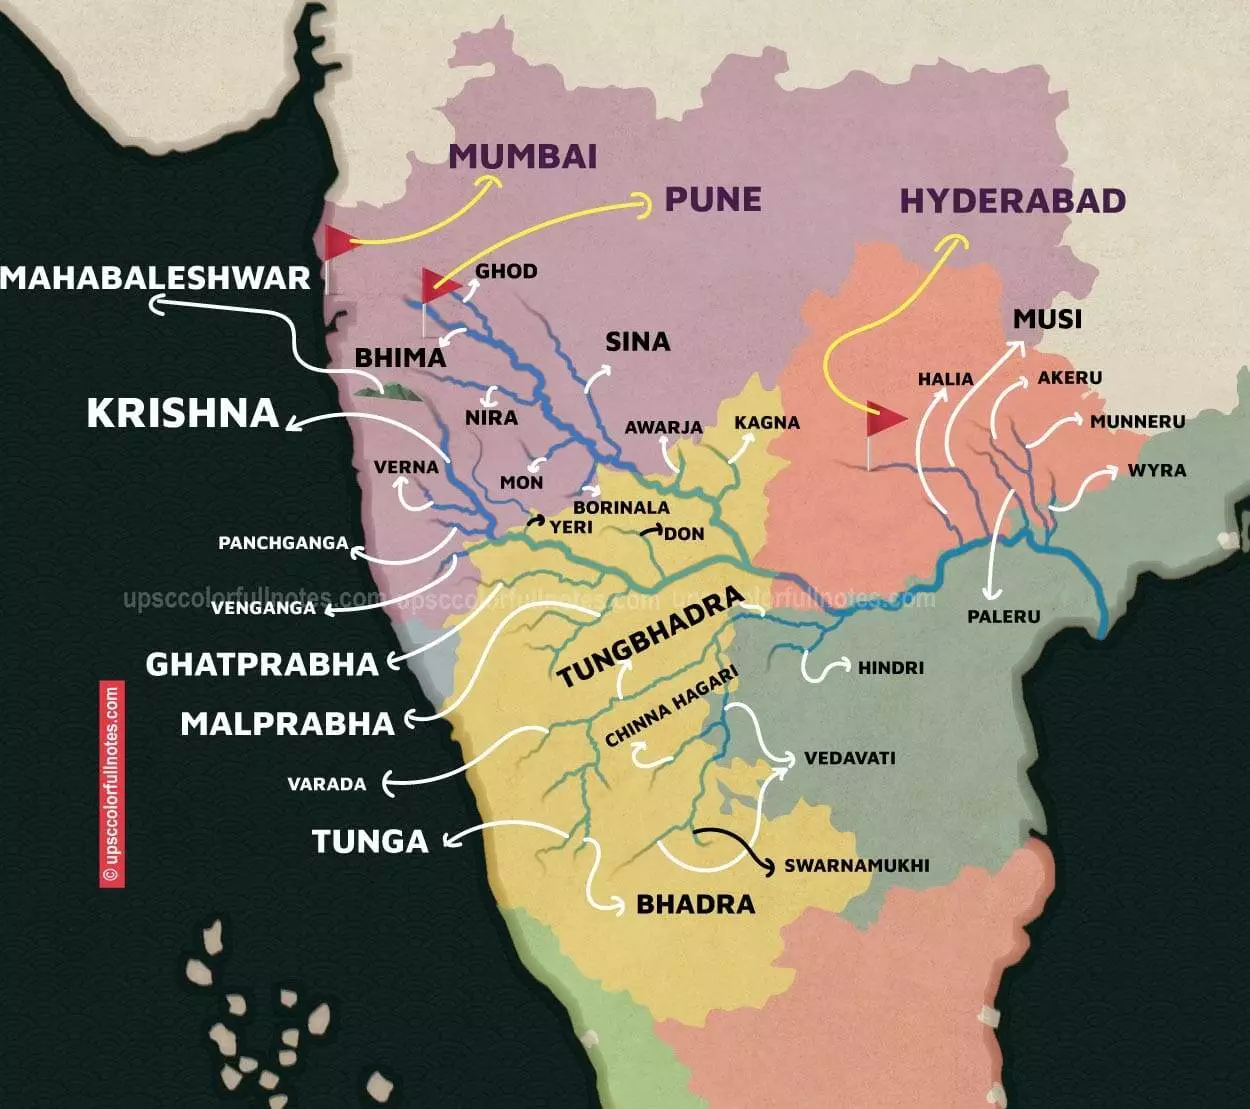 MUMBAI
PUNE
HYDERABAD
MAHABALESHWAR
GHOD
MUSI
BHIMA
SINA
HALIA
AKERU
KRISHNA
NIRA
AWARJA
KAGNA
MUNNERU
VERNA
MON
WYRA
BORINALA
YERI
DON
PANCHGANGA
VENGANGA
upsccolorfullnotes.com
upsccolorfullnotes.com
colorfullnotes.com
PALERU
TUNGBHADRA
GHATPRABHA
HINDRI
MALPRABHA
CHINNA HAGARI
VEDAVATI
VARADA
TUNGA
SWARNAMUKHI
BHADRA
© upsccolorfullnotes.com